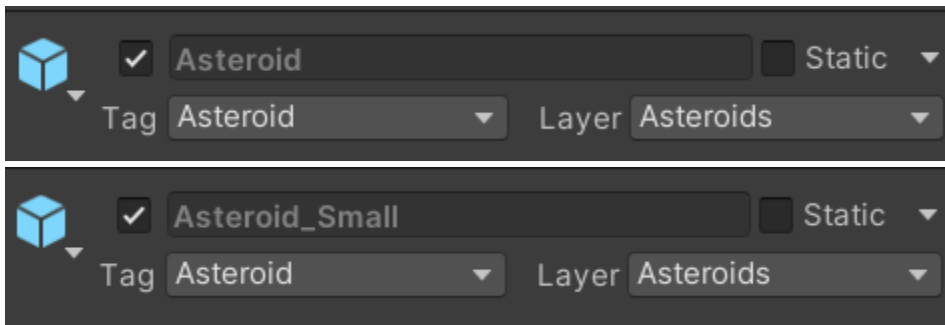 Asteroid Static
Tag Asteroid Layer Asteroids
Asteroid_Small Static
Tag Asteroid Layer Asteroids